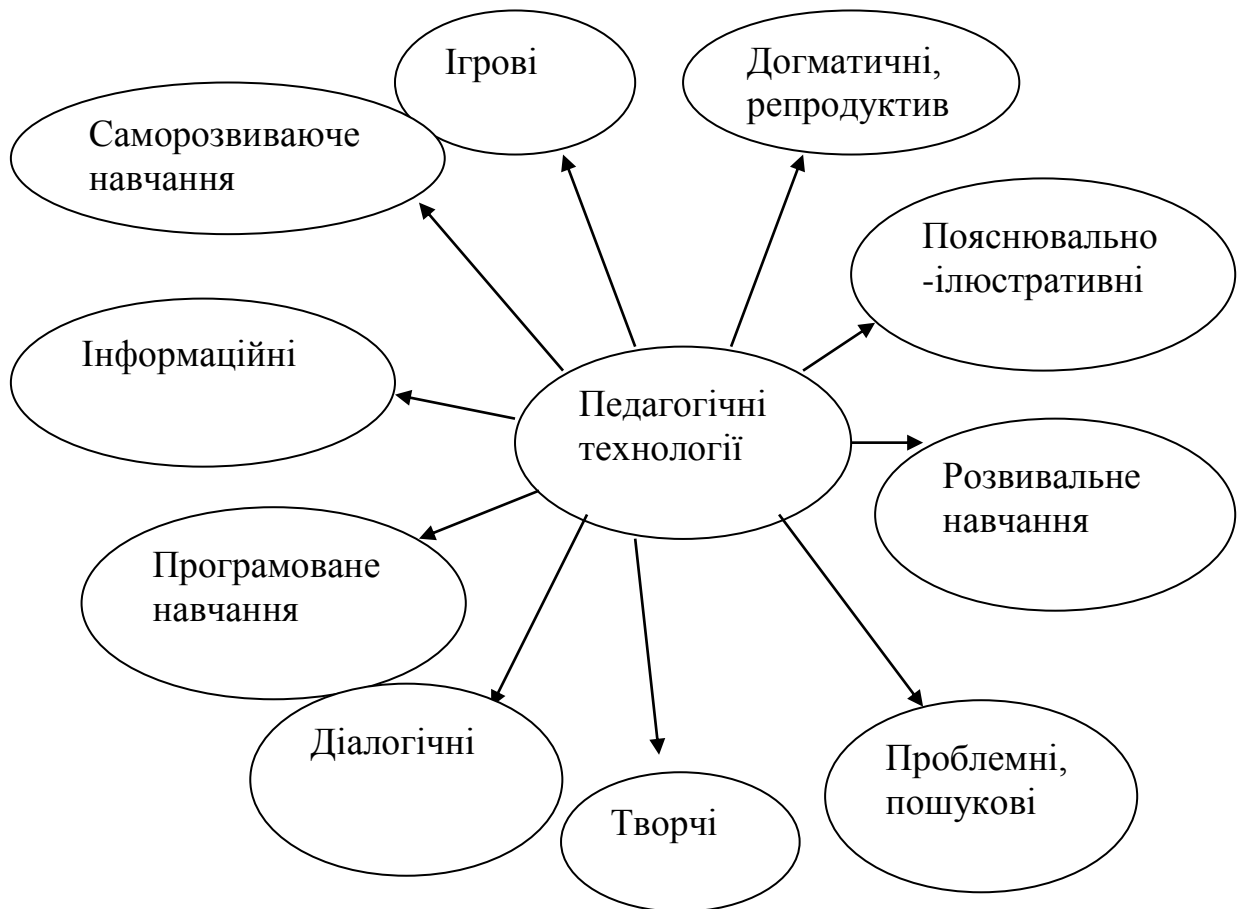 Ігрові
Догматичні,
репродуктив
Саморозвиваюче
навчання
Пояснювально
-ілюстративні
Інформаційні
Педагогічні
технології
Розвивальне
навчання
Програмоване
навчання
Діалогічні
Проблемні,
пошукові
Творчі